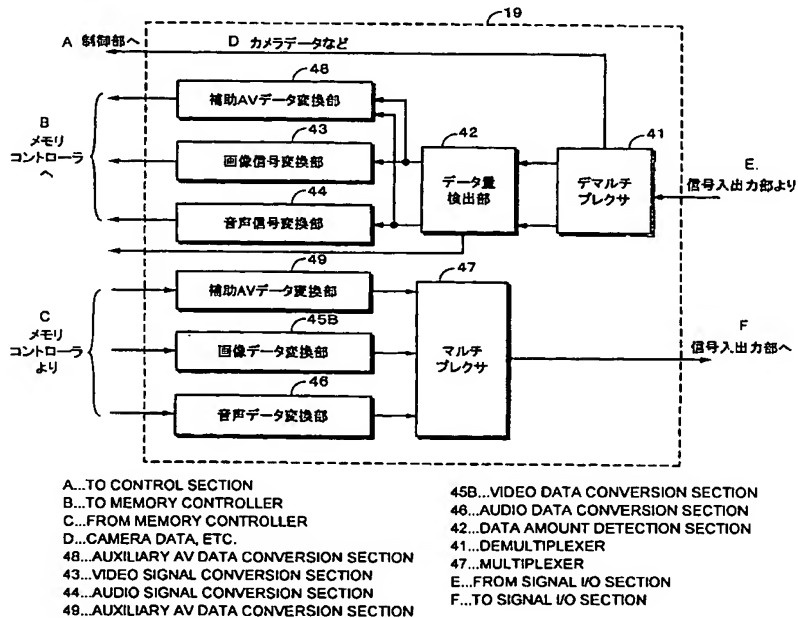 19
A 制御部へ
D カメラデータなど
48
補助AVデータ変換部
43
画像信号変換部
44
音声信号変換部
B
メモリ
コントローラ
へ
42
データ量
検出部
41
デマルチ
プレクサ
E.
信号入出力部より
49
補助AVデータ変換部
45B
画像データ変換部
46
音声データ変換部
C
メモリ
コントローラ
より
47
マルチ
プレクサ
F
信号入出力部へ
A...TO CONTROL SECTION
B...TO MEMORY CONTROLLER
C...FROM MEMORY CONTROLLER
D...CAMERA DATA, ETC.
48...AUXILIARY AV DATA CONVERSION SECTION
43...VIDEO SIGNAL CONVERSION SECTION
44...AUDIO SIGNAL CONVERSION SECTION
49...AUXILIARY AV DATA CONVERSION SECTION
45B...VIDEO DATA CONVERSION SECTION
46...AUDIO DATA CONVERSION SECTION
42...DATA AMOUNT DETECTION SECTION
41...DEMULTIPLEXER
47...MULTIPLEXER
E...FROM SIGNAL I/O SECTION
F...TO SIGNAL I/O SECTION